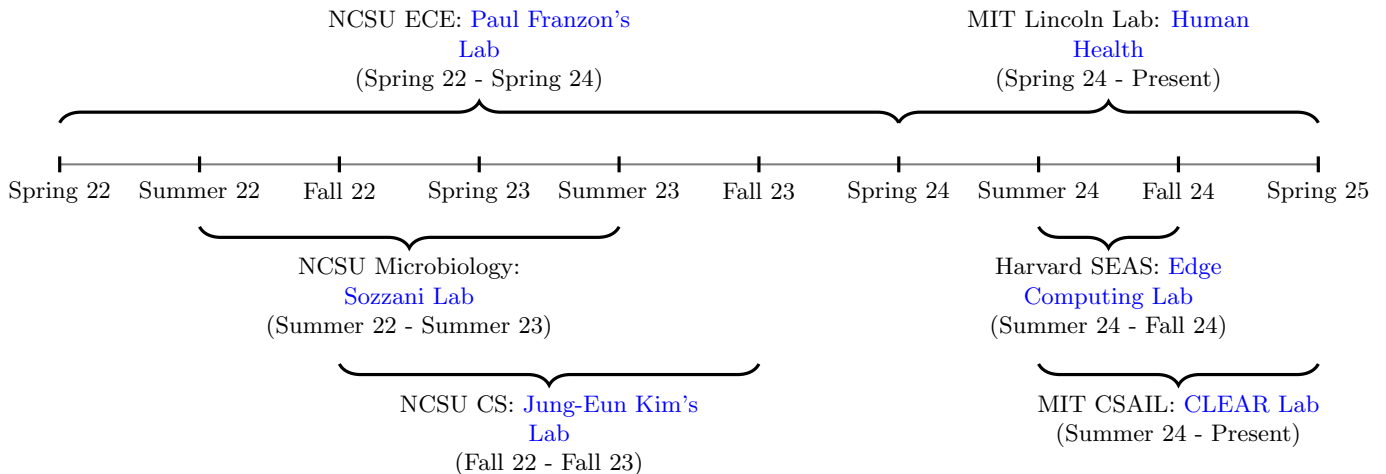 NCSU ECE: Paul Franzon's
Lab
(Spring 22 - Spring 24)
MIT Lincoln Lab: Human
Health
(Spring 24 - Present)
Spring 22
Summer 22
Fall 22
Spring 23
Summer 23
Fall 23
Spring 24
Summer 24
Fall 24
Spring 25
NCSU Microbiology:
Sozzani Lab
(Summer 22 - Summer 23)
Harvard SEAS: Edge
Computing Lab
(Summer 24 - Fall 24)
NCSU CS: Jung-Eun Kim's
Lab
(Fall 22 - Fall 23)
MIT CSAIL: CLEAR Lab
(Summer 24 - Present)